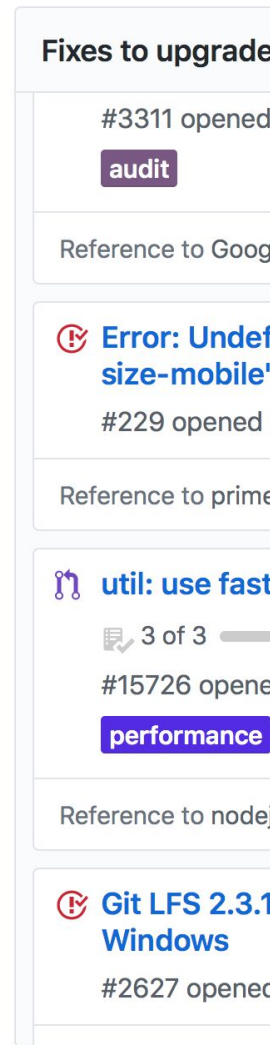 Fixes to upgrade
#3311 opened
audit
Reference to Goog
Error: Undef
size-mobile'
#229 opened
Reference to prime
util: use fast
3 of 3
#15726 opene
performance
Reference to nodej
Git LFS 2.3.1
Windows
#2627 opened